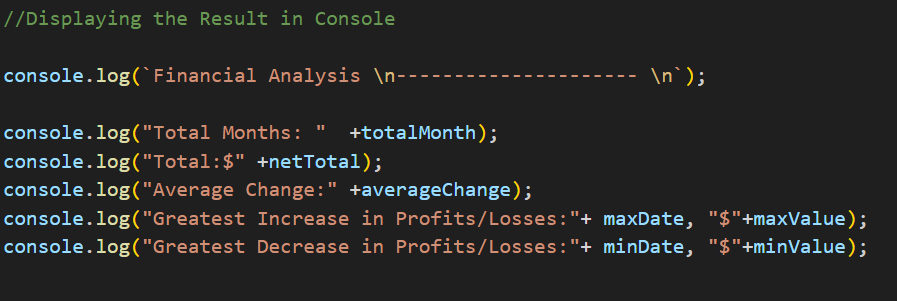 //Displaying the Result in Console
console.log(`Financial Analysis \n--------------------- \n`);
console.log("Total Months: "  +totalMonth);
console.log("Total:$" +netTotal);
console.log("Average Change:" +averageChange);
console.log("Greatest Increase in Profits/Losses:"+ maxDate, "$"+maxValue);
console.log("Greatest Decrease in Profits/Losses:"+ minDate, "$"+minValue);